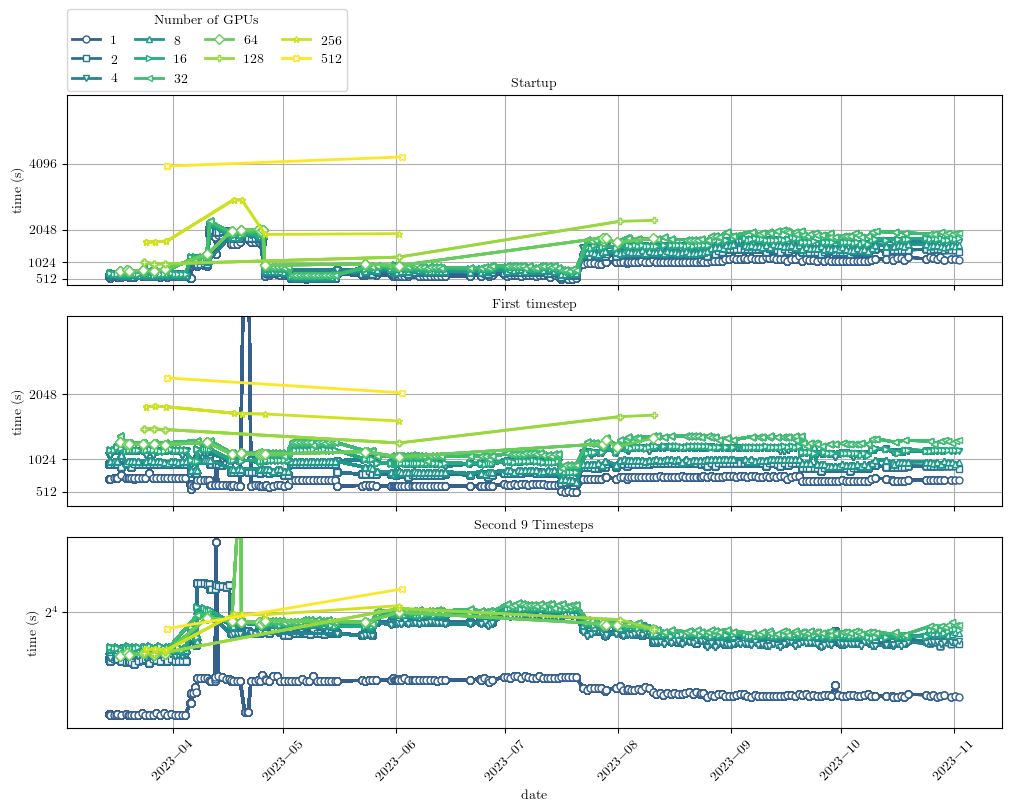 Number of GPUs
1 8 64 256
2 16 128 512
4 32
Startup
time (s)
4096
2048
1024
512
First timestep
time (s)
2048
1024
512
Second 9 Timesteps
time (s)
2⁴
2023−04 2023−05 2023−06 2023−07 2023−08 2023−09 2023−10 2023−11
date